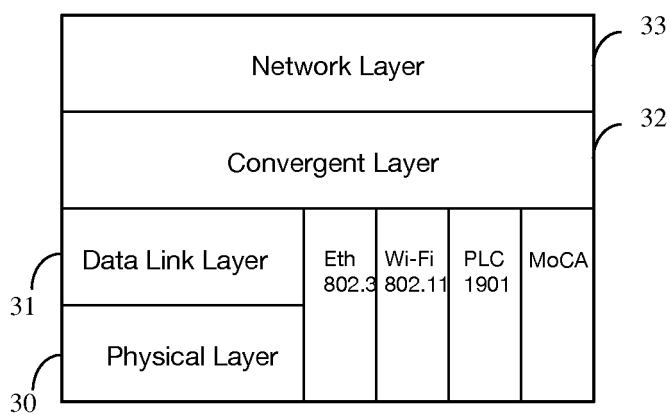 33
Network Layer
32
Convergent Layer
Data Link Layer
31
Eth
802.3
Wi-Fi
802.11
PLC
1901
MoCA
Physical Layer
30